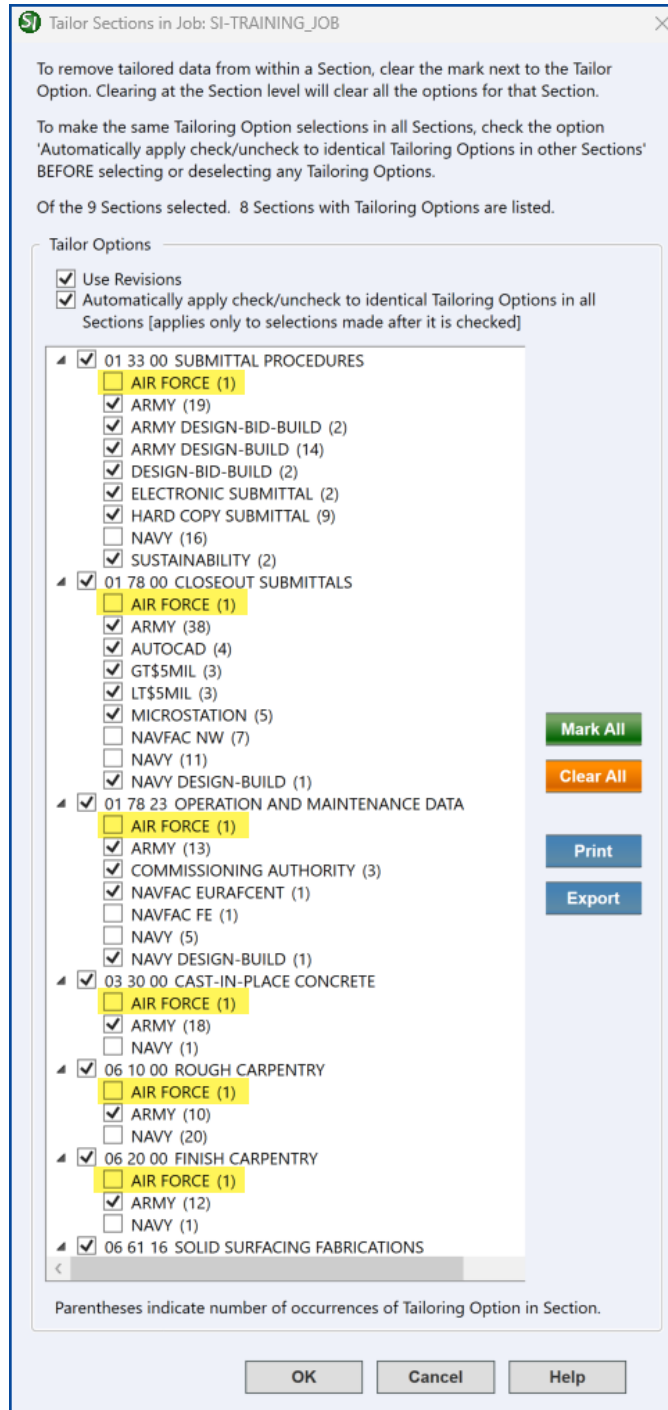 SI Tailor Sections in Job: SI-TRAINING_JOB
To remove tailored data from within a Section, clear the mark next to the Tailor
Option. Clearing at the Section level will clear all the options for that Section.
To make the same Tailoring Option selections in all Sections, check the option
'Automatically apply check/uncheck to identical Tailoring Options in other Sections'
BEFORE selecting or deselecting any Tailoring Options.
Of the 9 Sections selected.  8 Sections with Tailoring Options are listed.
Tailor Options
Use Revisions
Automatically apply check/uncheck to identical Tailoring Options in all
Sections [applies only to selections made after it is checked]
01 33 00 SUBMITTAL PROCEDURES
AIR FORCE (1)
ARMY (19)
ARMY DESIGN-BID-BUILD (2)
ARMY DESIGN-BUILD (14)
DESIGN-BID-BUILD (2)
ELECTRONIC SUBMITTAL (2)
HARD COPY SUBMITTAL (9)
NAVY (16)
SUSTAINABILITY (2)
01 78 00 CLOSEOUT SUBMITTALS
AIR FORCE (1)
ARMY (38)
AUTOCAD (4)
GT$5MIL (3)
LT$5MIL (3)
MICROSTATION (5)
NAVFAC NW (7)
NAVY (11)
NAVY DESIGN-BUILD (1)
01 78 23 OPERATION AND MAINTENANCE DATA
AIR FORCE (1)
ARMY (13)
COMMISSIONING AUTHORITY (3)
NAVFAC EURAFCENT (1)
NAVFAC FE (1)
NAVY (5)
NAVY DESIGN-BUILD (1)
03 30 00 CAST-IN-PLACE CONCRETE
AIR FORCE (1)
ARMY (18)
NAVY (1)
06 10 00 ROUGH CARPENTRY
AIR FORCE (1)
ARMY (10)
NAVY (20)
06 20 00 FINISH CARPENTRY
AIR FORCE (1)
ARMY (12)
NAVY (1)
06 61 16 SOLID SURFACING FABRICATIONS
Mark All
Clear All
Print
Export
Parentheses indicate number of occurrences of Tailoring Option in Section.
OK Cancel Help